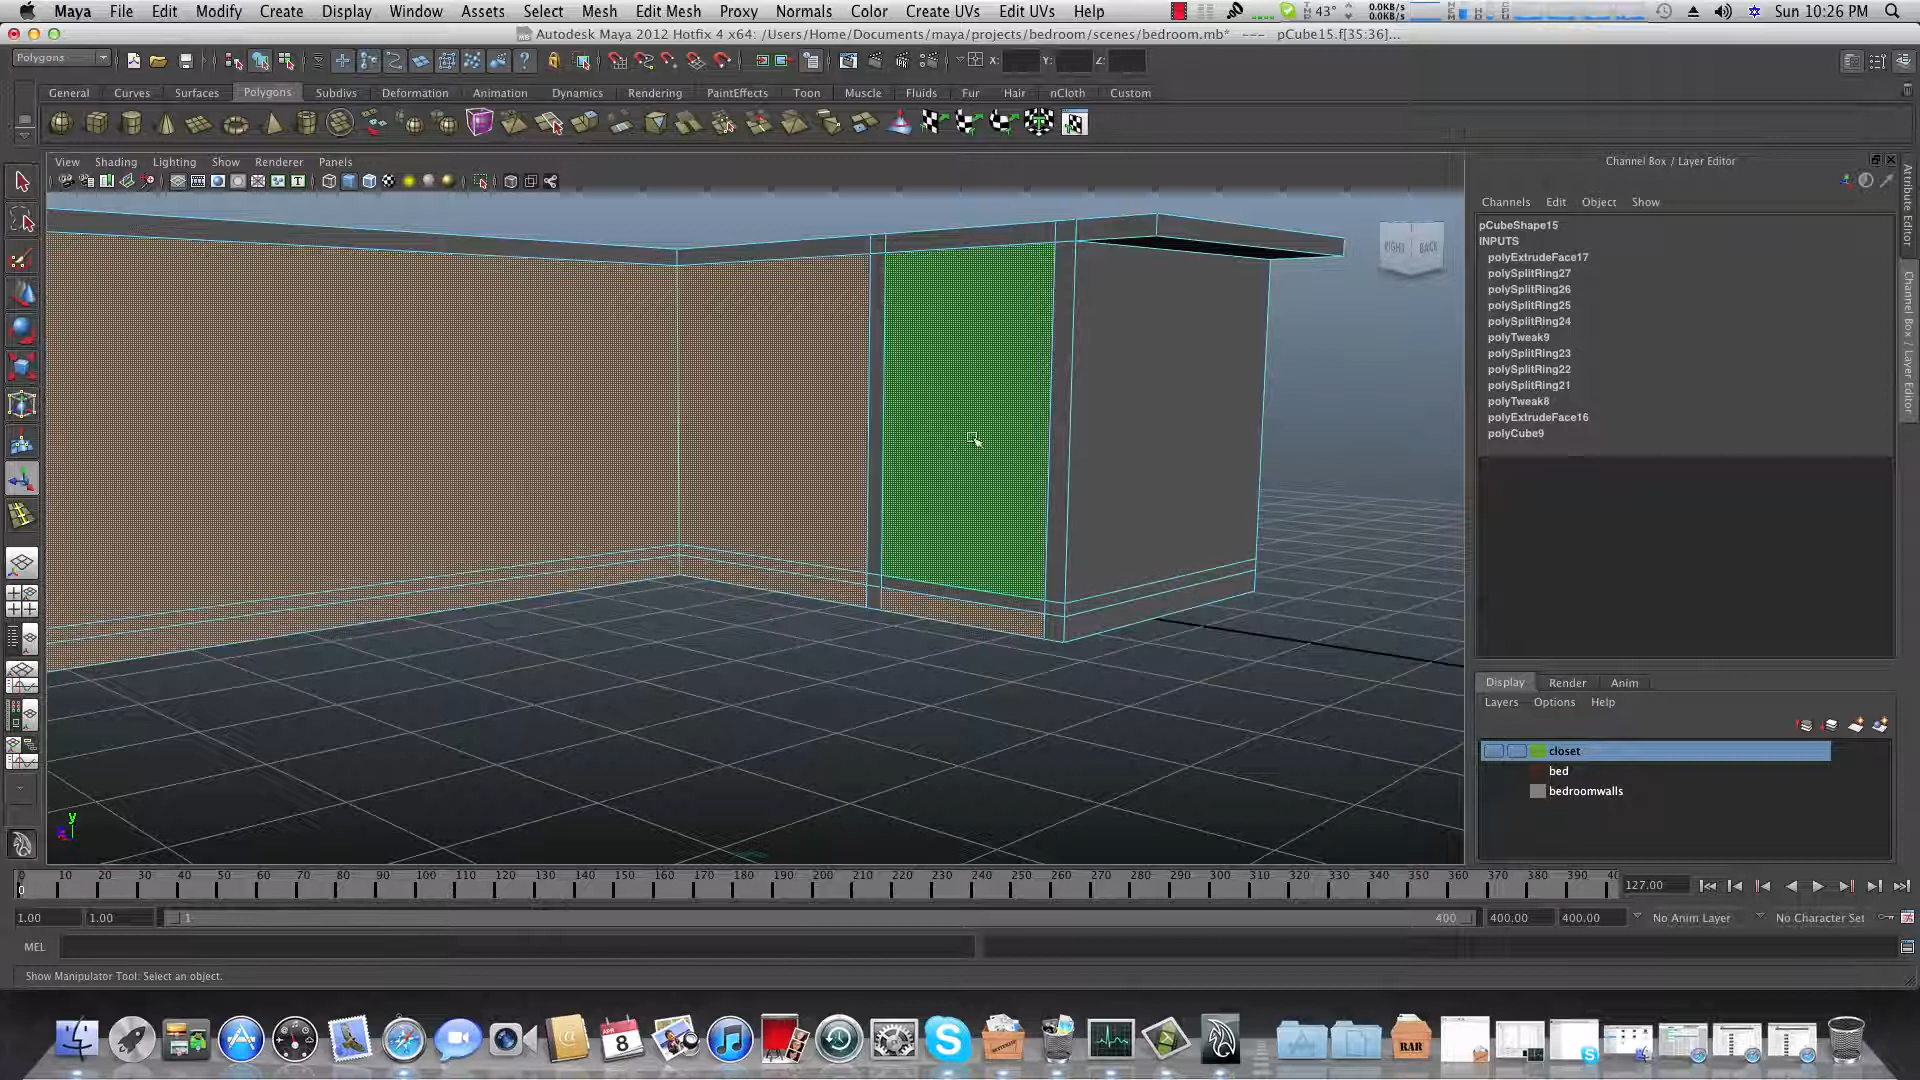 Maya File Edit Modify Create Display Window Assets Select Mesh Edit Mesh Proxy Normals Color Create UVs Edit UVs Help 43° 0.0KB/s 0.0KB/s Sun 10:26 PM
Autodesk Maya 2012 Hotfix 4 x64: /Users/Home/Documents/maya/projects/bedroom/scenes/bedroom.mb* --- pCube15.f[35:36]...
Polygons X: Y: Z:
General Curves Surfaces Polygons Subdivs Deformation Animation Dynamics Rendering PaintEffects Toon Muscle Fluids Fur Hair nCloth Custom
View Shading Lighting Show Renderer Panels
Channel Box / Layer Editor
Channels Edit Object Show
pCubeShape15
INPUTS
polyExtrudeFace17
polySplitRing27
polySplitRing26
polySplitRing25
polySplitRing24
polyTweak9
polySplitRing23
polySplitRing22
polySplitRing21
polyTweak8
polyExtrudeFace16
polyCube9
Attribute Editor
Channel Box / Layer Editor
RIGHT BACK
Display Render Anim
Layers Options Help
closet
bed
bedroomwalls
y
0 10 20 30 40 50 60 70 80 90 100 110 120 130 140 150 160 170 180 190 200 210 220 230 240 250 260 270 280 290 300 310 320 330 340 350 360 370 380 390 40
0 127.00
1.00 1.00 1 400 400.00 400.00 No Anim Layer No Character Set
MEL
Show Manipulator Tool: Select an object.
APR
8
RAR